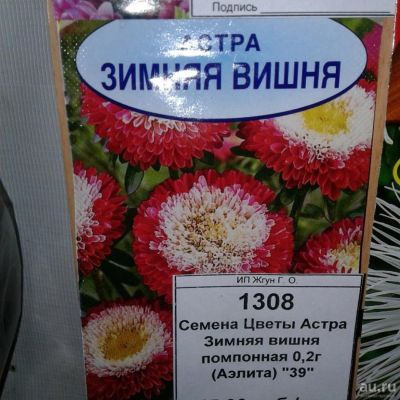 Подпись
АСТРА
ЗИМНЯЯ ВИШНЯ
ИП Жгун Г. О.
1308
Семена Цветы Астра
Зимняя вишня
помпонная 0,2г
(Аэлита) "39"
au.ru